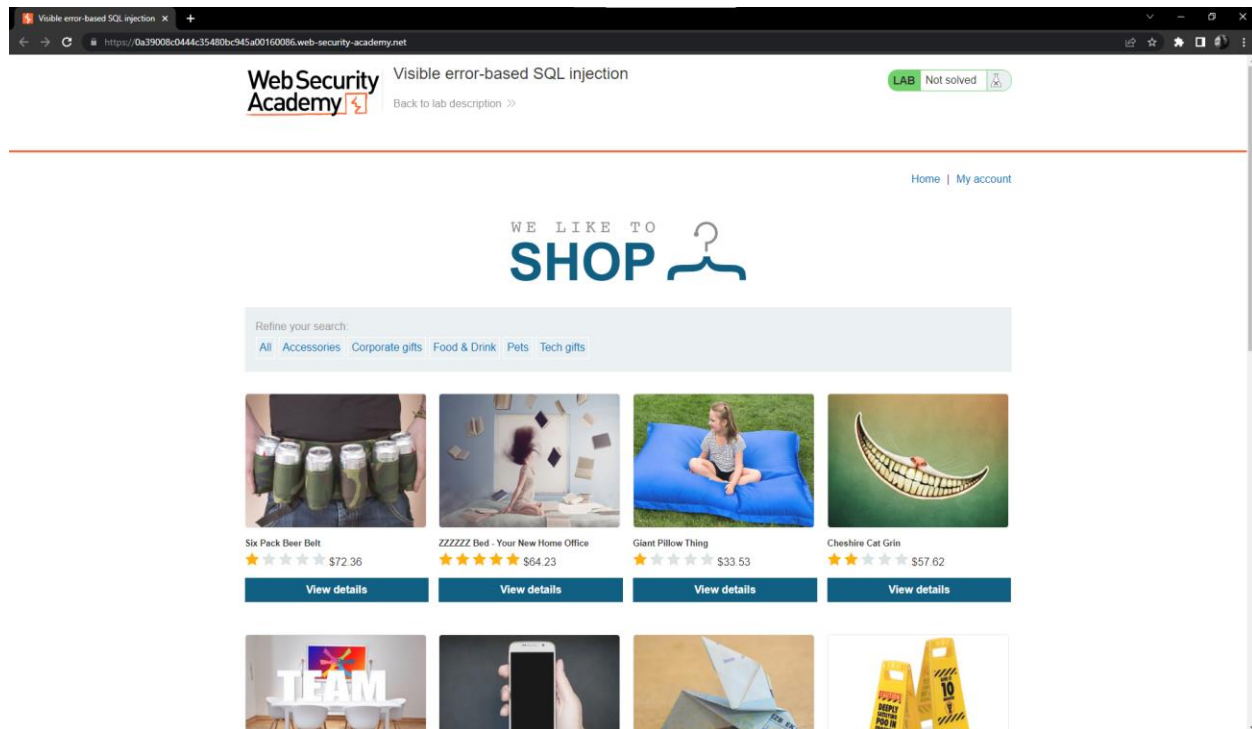 Visible error-based SQL injection
https://0a39008c0444c35480bc945a00160086.web-security-academy.net
Web Security
Academy
Visible error-based SQL injection
Back to lab description
LAB Not solved
Home | My account
WE LIKE TO
SHOP
Refine your search:
All Accessories Corporate gifts Food & Drink Pets Tech gifts
Six Pack Beer Belt
$72.36
View details
ZZZZZZ Bed - Your New Home Office
$64.23
View details
Giant Pillow Thing
$33.53
View details
Cheshire Cat Grin
$57.62
View details
TEAM